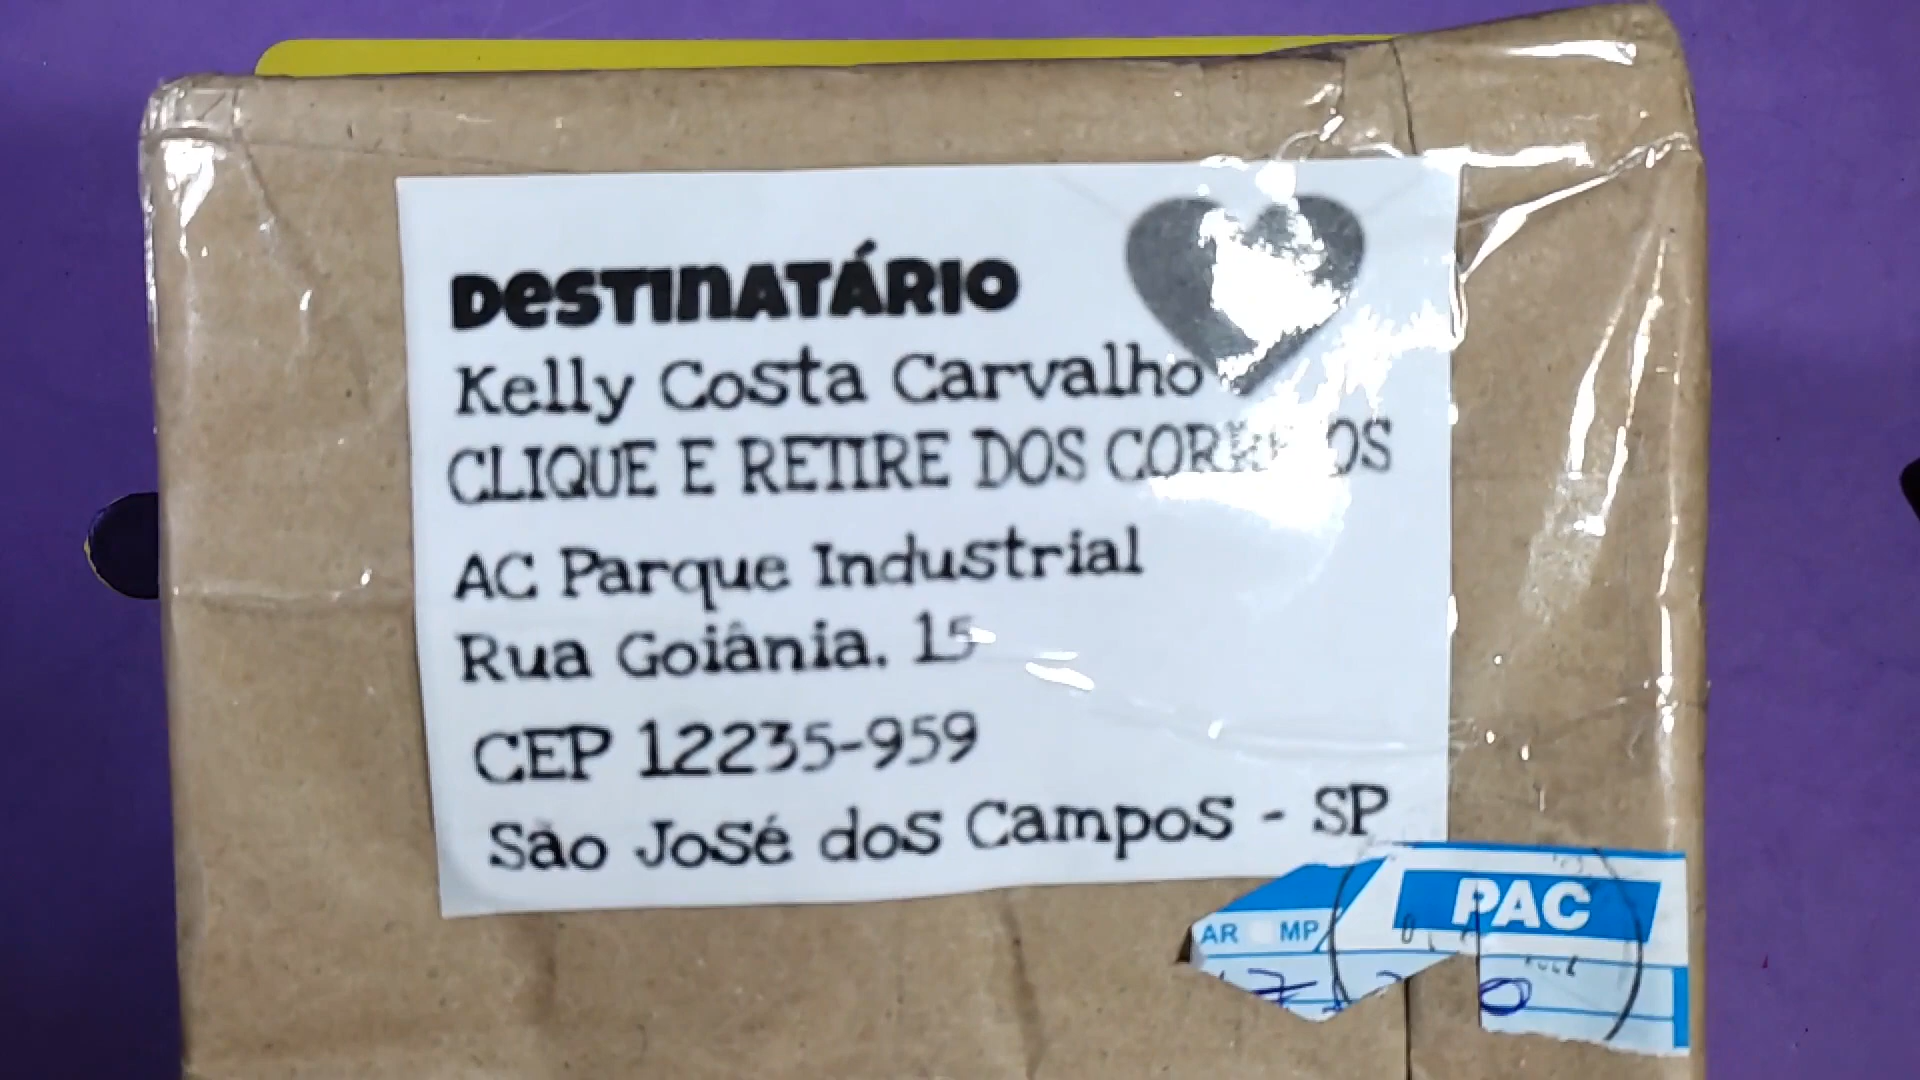 DESTINATÁRIO
Kelly Costa Carvalho
CLIQUE E RETIRE DOS CORREIOS
AC Parque Industrial
Rua Goiânia. 15
CEP 12235-959
São José dos Campos - SP
PAC
AR MP